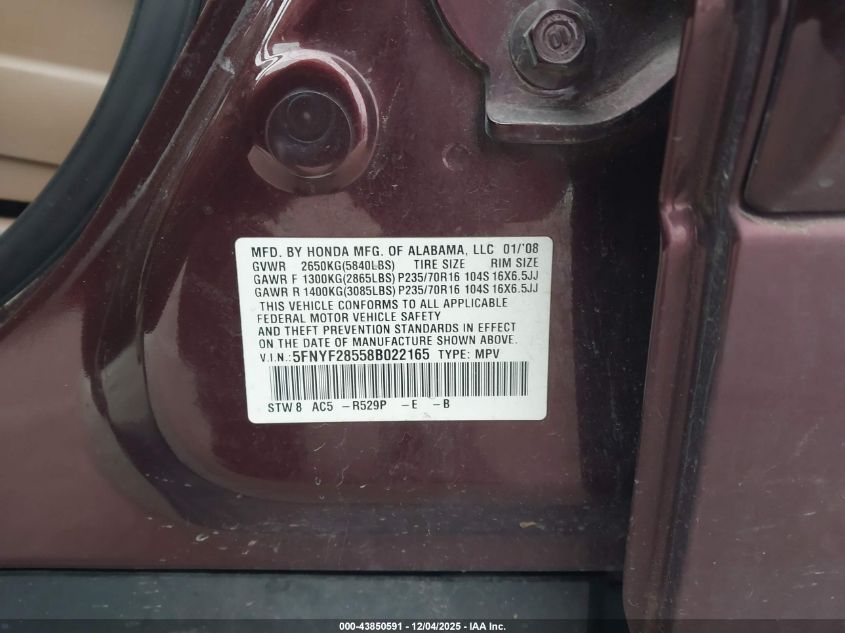 MFD. BY HONDA MFG. OF ALABAMA, LLC 01/'08
GVWR 2650KG(5840LBS) TIRE SIZE RIM SIZE
GAWR F 1300KG(2865LBS) P235/70R16 104S 16X6.5JJ
GAWR R 1400KG(3085LBS) P235/70R16 104S 16X6.5JJ
THIS VEHICLE CONFORMS TO ALL APPLICABLE
FEDERAL MOTOR VEHICLE SAFETY
AND THEFT PREVENTION STANDARDS IN EFFECT
ON THE DATE OF MANUFACTURE SHOWN ABOVE.
V.I.N.: 5FNYF28558B022165 TYPE: MPV
STW8 AC5 -R529P -E -B
000-43850591 - 12/04/2025 - IAA Inc.